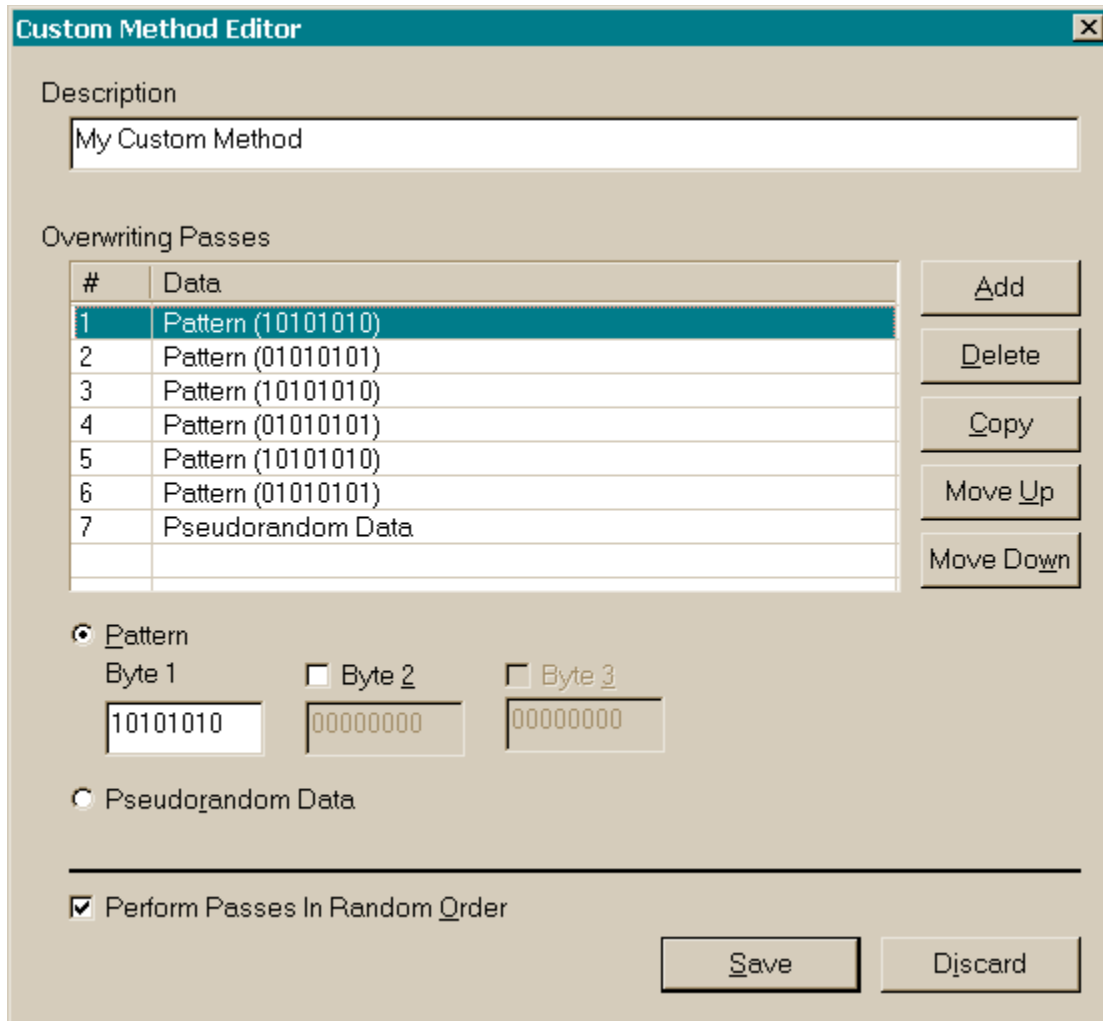 Custom Method Editor
Description
My Custom Method
Overwriting Passes
# Data
1 Pattern (10101010)
2 Pattern (01010101)
3 Pattern (10101010)
4 Pattern (01010101)
5 Pattern (10101010)
6 Pattern (01010101)
7 Pseudorandom Data
Add
Delete
Copy
Move Up
Move Down
Pattern
Byte 1 Byte 2 Byte 3
10101010 00000000 00000000
Pseudorandom Data
Perform Passes In Random Order
Save Discard